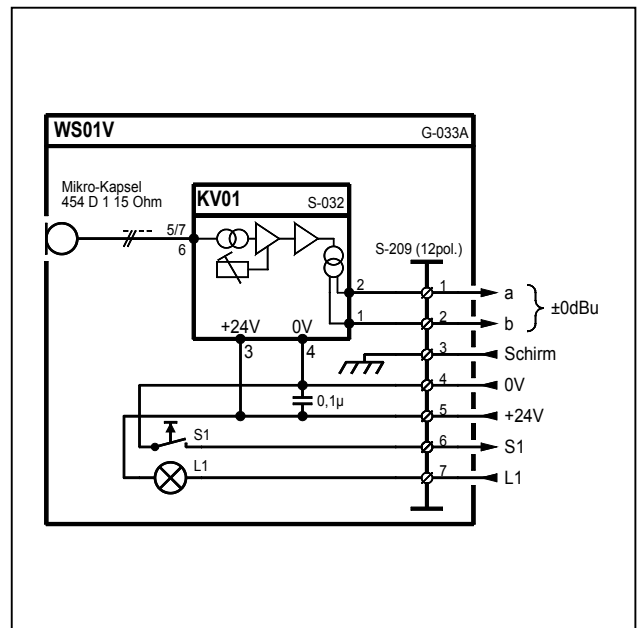 WS01V
G-033A
Mikro-Kapsel
454 D 1 15 Ohm
KV01
S-032
5/7
6
S-209 (12pol.)
2
1
a
±0dBu
1
2
b
+24V
0V
3
4
3
Schirm
4
0V
0,1µ
5
+24V
S1
6
S1
L1
7
L1